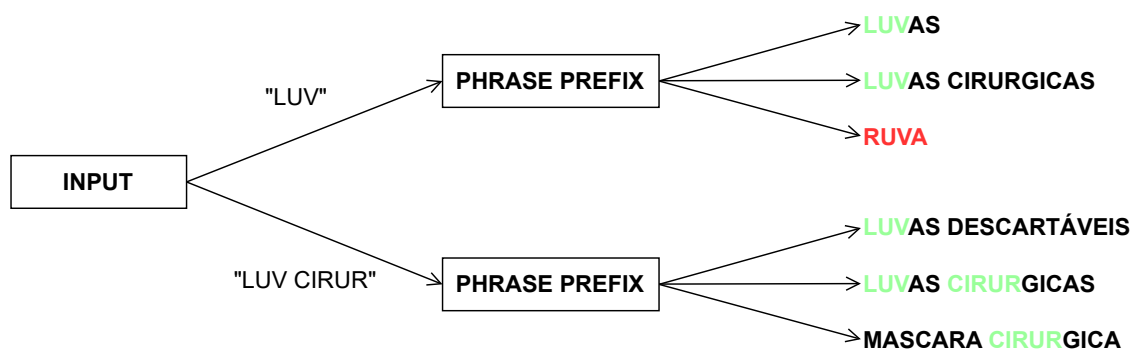 LUVAS
PHRASE PREFIX
"LUV"
LUVAS CIRURGICAS
RUVA
INPUT
LUVAS DESCARTÁVEIS
"LUV CIRUR"
PHRASE PREFIX
LUVAS CIRURGICAS
MASCARA CIRURGICA